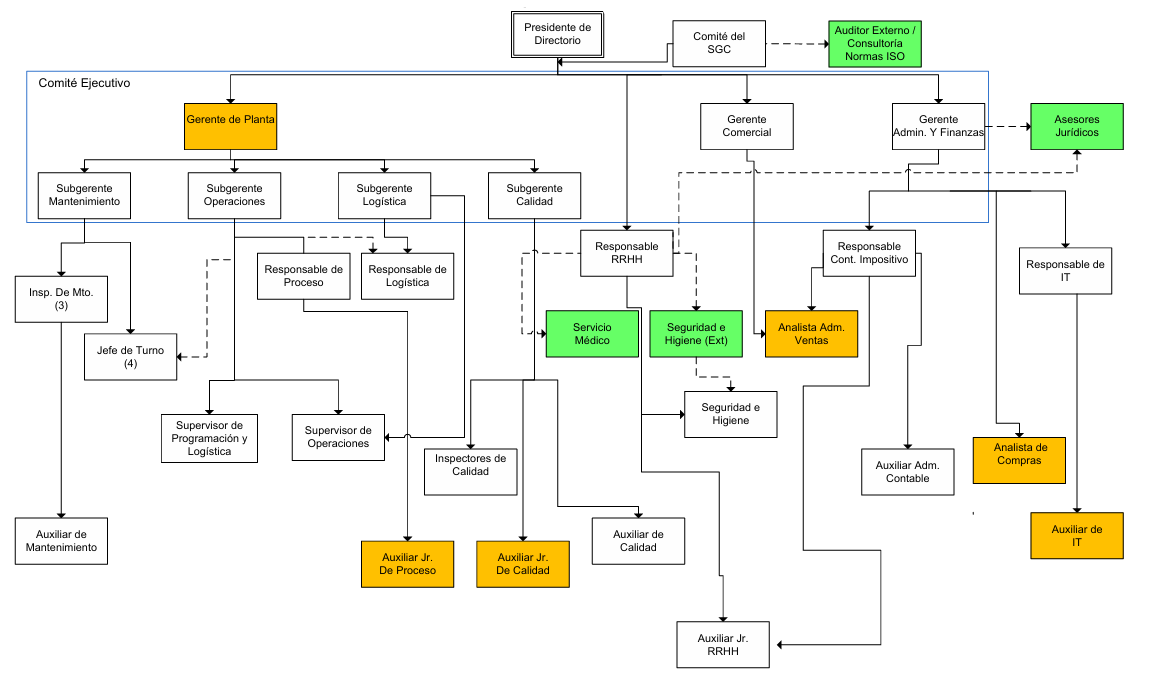 Presidente de
Directorio
Comité del
SGC
Auditor Externo /
Consultoría
Normas ISO
Comité Ejecutivo
Gerente de Planta
Gerente
Comercial
Gerente
Admin. Y Finanzas
Asesores
Jurídicos
Subgerente
Mantenimiento
Subgerente
Operaciones
Subgerente
Logística
Subgerente
Calidad
Responsable
RRHH
Responsable
Cont. Impositivo
Responsable de
IT
Responsable de
Proceso
Responsable de
Logística
Insp. De Mto.
(3)
Servicio
Médico
Seguridad e
Higiene (Ext)
Analista Adm.
Ventas
Jefe de Turno
(4)
Seguridad e
Higiene
Supervisor de
Programación y
Logística
Supervisor de
Operaciones
Inspectores de
Calidad
Auxiliar Adm.
Contable
Analista de
Compras
Auxiliar de
Mantenimiento
Auxiliar Jr.
De Proceso
Auxiliar Jr.
De Calidad
Auxiliar de
Calidad
Auxiliar de
IT
Auxiliar Jr.
RRHH